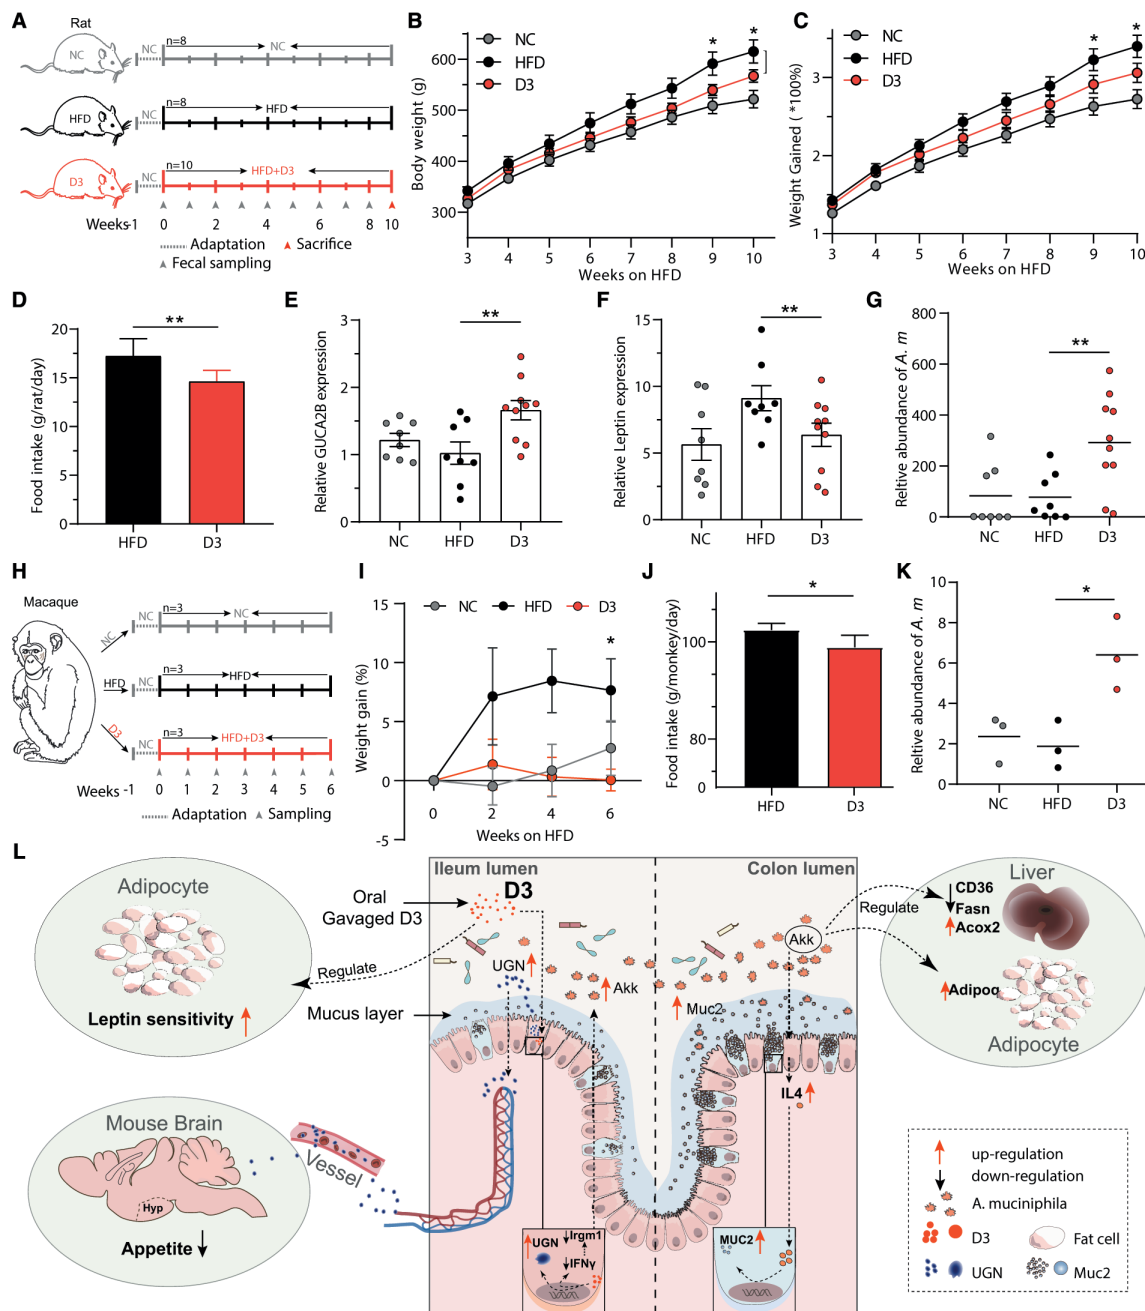 A
Rat
NC
NC
n=8
NC
HFD
NC
n=8
HFD
D3
NC
n=10
HFD+D3
Weeks-1 0 2 4 6 8 10
Adaptation
Sacrifice
Fecal sampling
B
NC
HFD
D3
Body weight (g)
600
500
400
300
* *
3 4 5 6 7 8 9 10
Weeks on HFD
C
NC
HFD
D3
Weight Gained ( *100%)
3
2
1
* *
3 4 5 6 7 8 9 10
Weeks on HFD
D
Food intake (g/rat/day)
20
15
10
5
0
**
HFD D3
E
Relative GUCA2B expression
3
2
1
0
**
NC HFD D3
F
Relative Leptin expression
15
10
5
0
**
NC HFD D3
G
Reltive abundance of A. m
800
600
400
200
0
**
NC HFD D3
H
Macaque
NC
NC
n=3
NC
HFD
NC
n=3
HFD
D3
NC
n=3
HFD+D3
Weeks -1 0 1 2 3 4 5 6
Adaptation
Sampling
I
NC HFD D3
Weight gain (%)
15
10
5
0
-5
*
0 2 4 6
Weeks on HFD
J
Food intake (g/monkey/day)
100
80
0
*
HFD D3
K
Reltive abundance of A. m
10
8
6
4
2
0
*
NC HFD D3
L
Adipocyte
Leptin sensitivity
Mouse Brain
Hyp
Appetite
Vessel
Oral
Gavaged D3
Regulate
Mucus layer
Ileum lumen
D3
UGN
Akk
UGN
Irgm1
IFNγ
Colon lumen
Akk
Muc2
IL4
MUC2
Regulate
Liver
CD36
Fasn
Acox2
Adipoq
Adipocyte
up-regulation
down-regulation
A. muciniphila
D3
Fat cell
UGN
Muc2